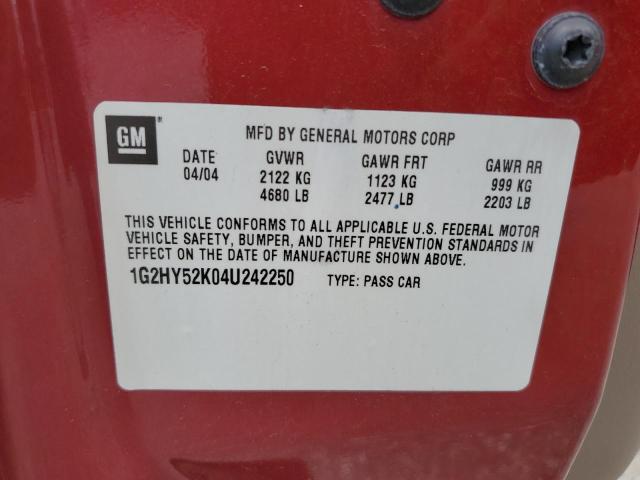 GM
®
MFD BY GENERAL MOTORS CORP
DATE GVWR GAWR FRT GAWR RR
04/04 2122 KG 1123 KG 999 KG
4680 LB 2477 LB 2203 LB
THIS VEHICLE CONFORMS TO ALL APPLICABLE U.S. FEDERAL MOTOR
VEHICLE SAFETY, BUMPER, AND THEFT PREVENTION STANDARDS IN
EFFECT ON THE DATE OF MANUFACTURE SHOWN ABOVE.
1G2HY52K04U242250 TYPE: PASS CAR